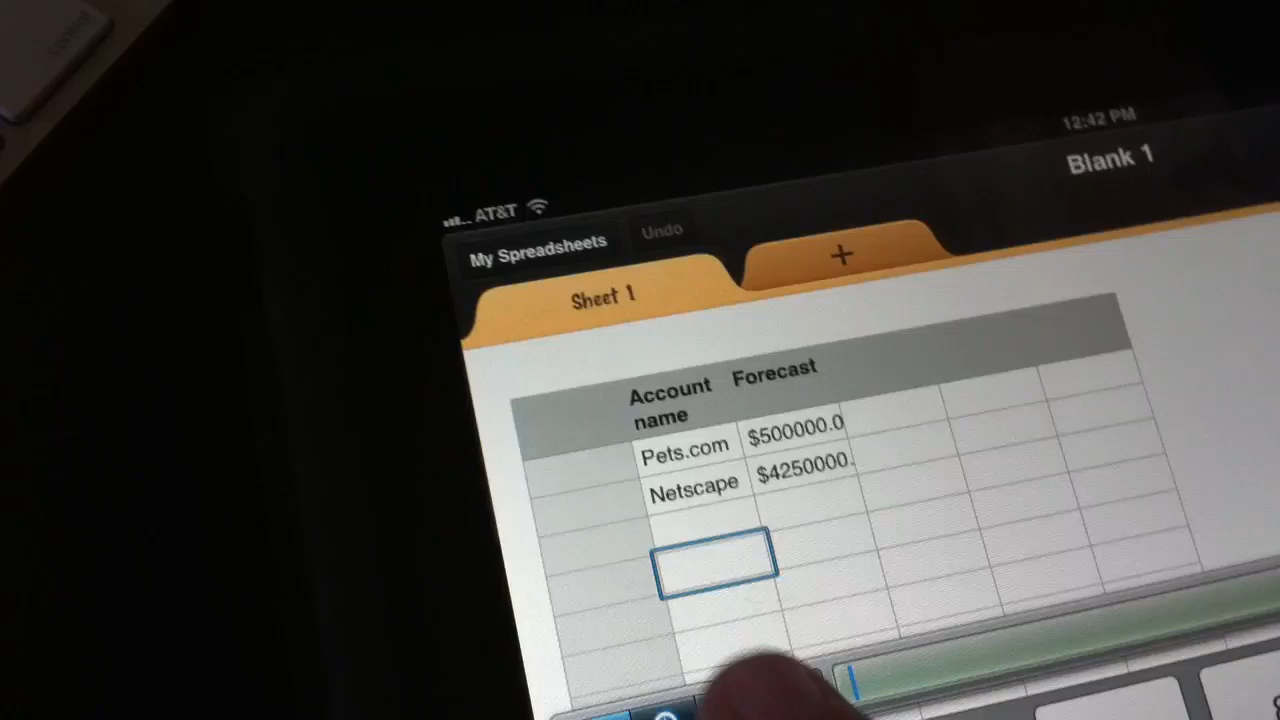 control
12:42 PM
AT&T
Blank 1
My Spreadsheets
Undo
Sheet 1
+
Account name
Forecast
Pets.com
$500000.0
Netscape
$4250000.